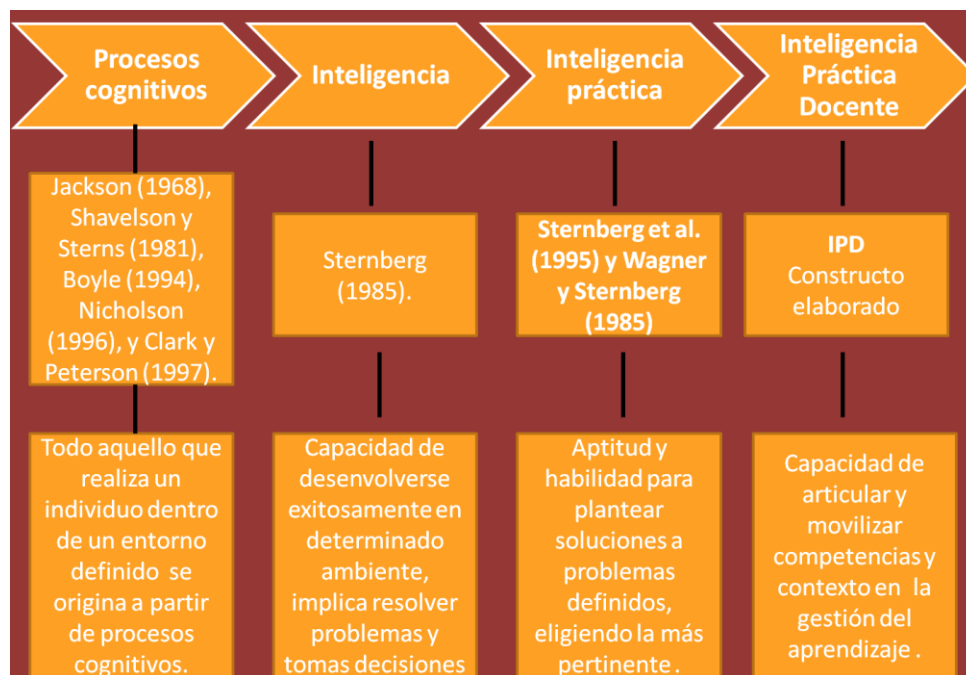 Procesos
cognitivos
Inteligencia
Inteligencia
práctica
Inteligencia
Práctica
Docente
Jackson (1968),
Shavelson y
Sterns (1981),
Boyle (1994),
Nicholson
(1996), y Clark y
Peterson (1997).
Sternberg
(1985).
Sternberg et al.
(1995) y Wagner
y Sternberg
(1985)
IPD
Constructo
elaborado
Todo aquello que
realiza un
individuo dentro
de un entorno
definido se
origina a partir
de procesos
cognitivos.
Capacidad de
desenvolverse
exitosamente en
determinado
ambiente,
implica resolver
problemas y
tomas decisiones
Aptitud y
habilidad para
plantear
soluciones a
problemas
definidos,
eligiendo la más
pertinente .
Capacidad de
articular y
movilizar
competencias y
contexto en la
gestión del
aprendizaje .